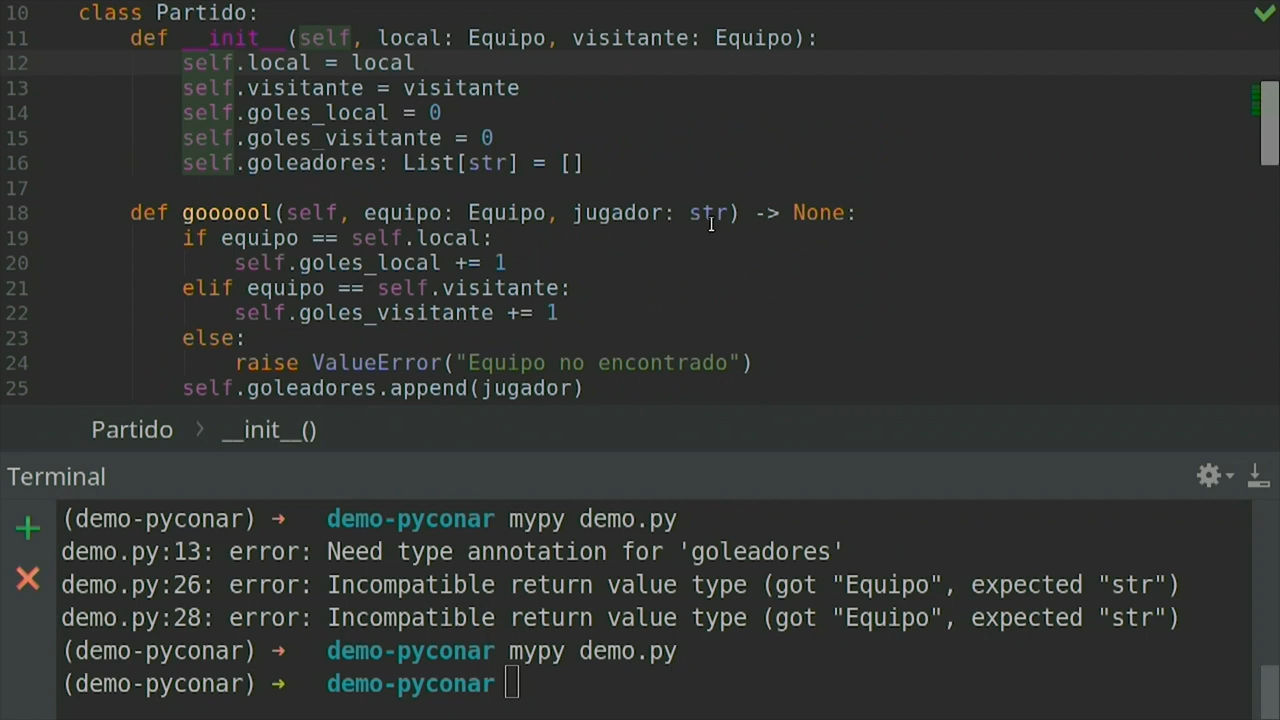 10 class Partido:
11 def __init__(self, local: Equipo, visitante: Equipo):
12 self.local = local
13 self.visitante = visitante
14 self.goles_local = 0
15 self.goles_visitante = 0
16 self.goleadores: List[str] = []
17
18 def goooool(self, equipo: Equipo, jugador: str) -> None:
19 if equipo == self.local:
20 self.goles_local += 1
21 elif equipo == self.visitante:
22 self.goles_visitante += 1
23 else:
24 raise ValueError("Equipo no encontrado")
25 self.goleadores.append(jugador)
Partido > __init__()
Terminal
(demo-pyconar) → demo-pyconar mypy demo.py
demo.py:13: error: Need type annotation for 'goleadores'
demo.py:26: error: Incompatible return value type (got "Equipo", expected "str")
demo.py:28: error: Incompatible return value type (got "Equipo", expected "str")
(demo-pyconar) → demo-pyconar mypy demo.py
(demo-pyconar) → demo-pyconar